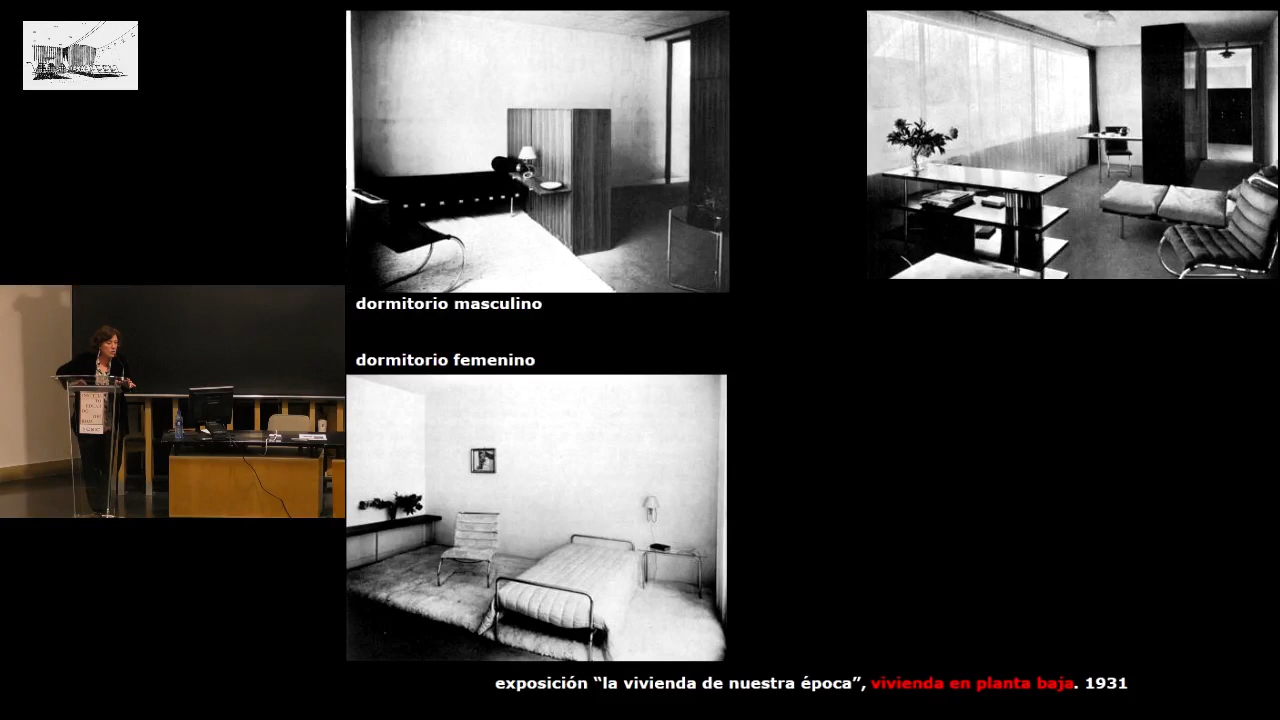 dormitorio masculino
dormitorio femenino
exposición “la vivienda de nuestra época”, vivienda en planta baja. 1931